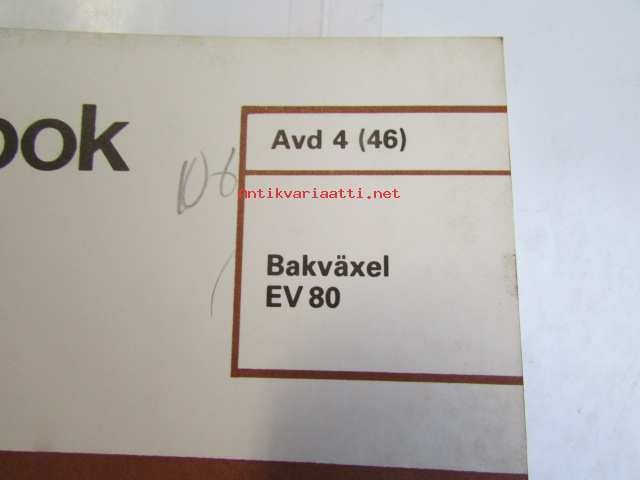 ook
Avd 4 (46)
Antikvariaatti.net
Bakväxel
EV 80